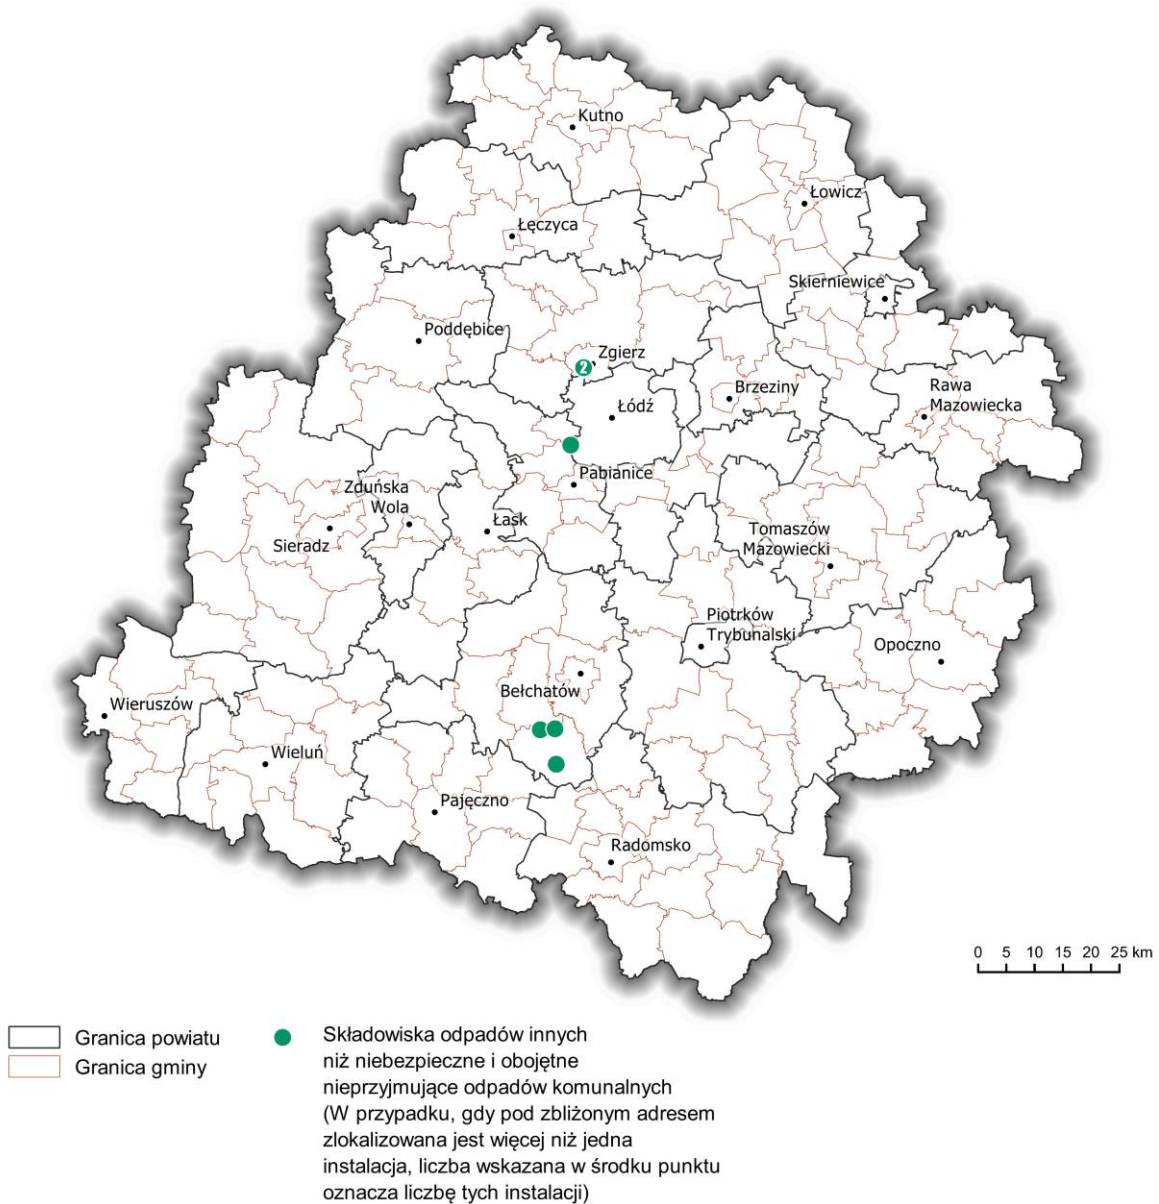 Kutno
Łowicz
Łęczyca
Skierniewice
Poddębice
Zgierz
2
Brzeziny
Rawa
Mazowiecka
Łódź
Pabianice
Zduńska
Wola
Łask
Sieradz
Tomaszów
Mazowiecki
Piotrków
Trybunalski
Opoczno
Bełchatów
Wieruszów
Wieluń
Pajęczno
Radomsko
0 5 10 15 20 25 km
Granica powiatu
Granica gminy
Składowiska odpadów innych
niż niebezpieczne i obojętne
nieprzyjmujące odpadów komunalnych
(W przypadku, gdy pod zbliżonym adresem
zlokalizowana jest więcej niż jedna
instalacja, liczba wskazana w środku punktu
oznacza liczbę tych instalacji)